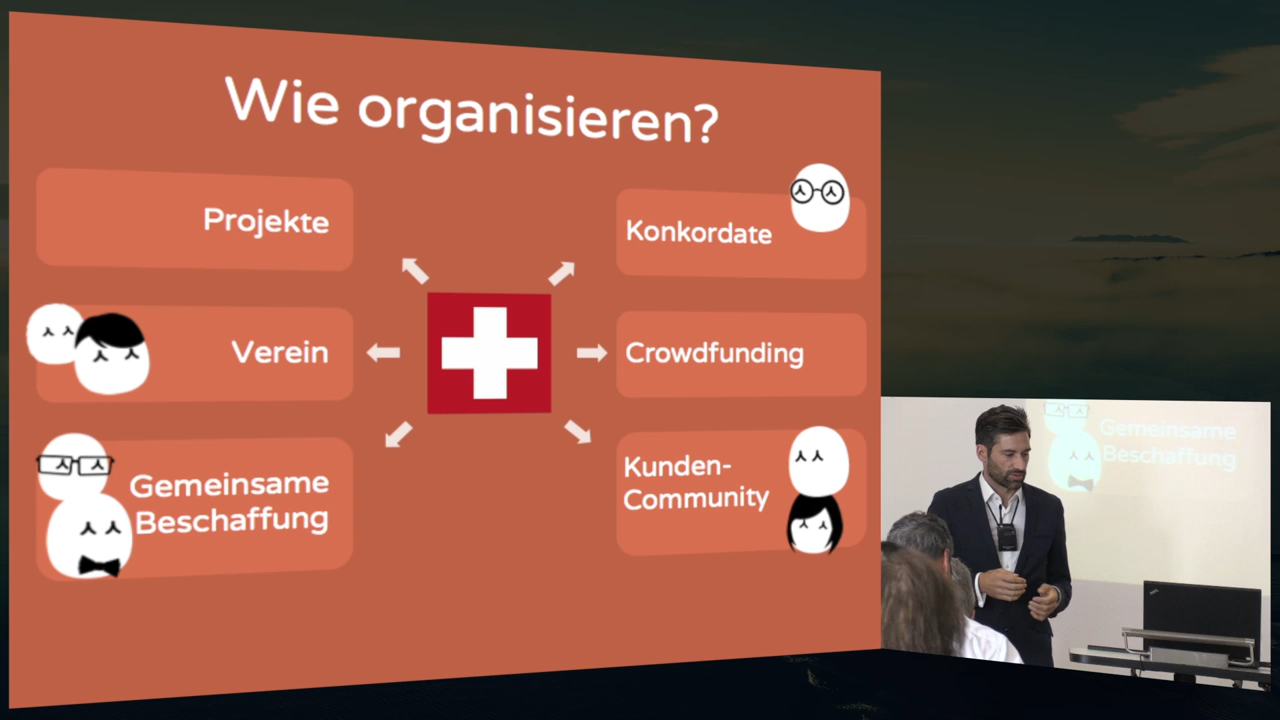 Wie organisieren?
Projekte
Verein
Gemeinsame
Beschaffung
Konkordate
Crowdfunding
Kunden-
Community
Gemeinsame
Beschaffung